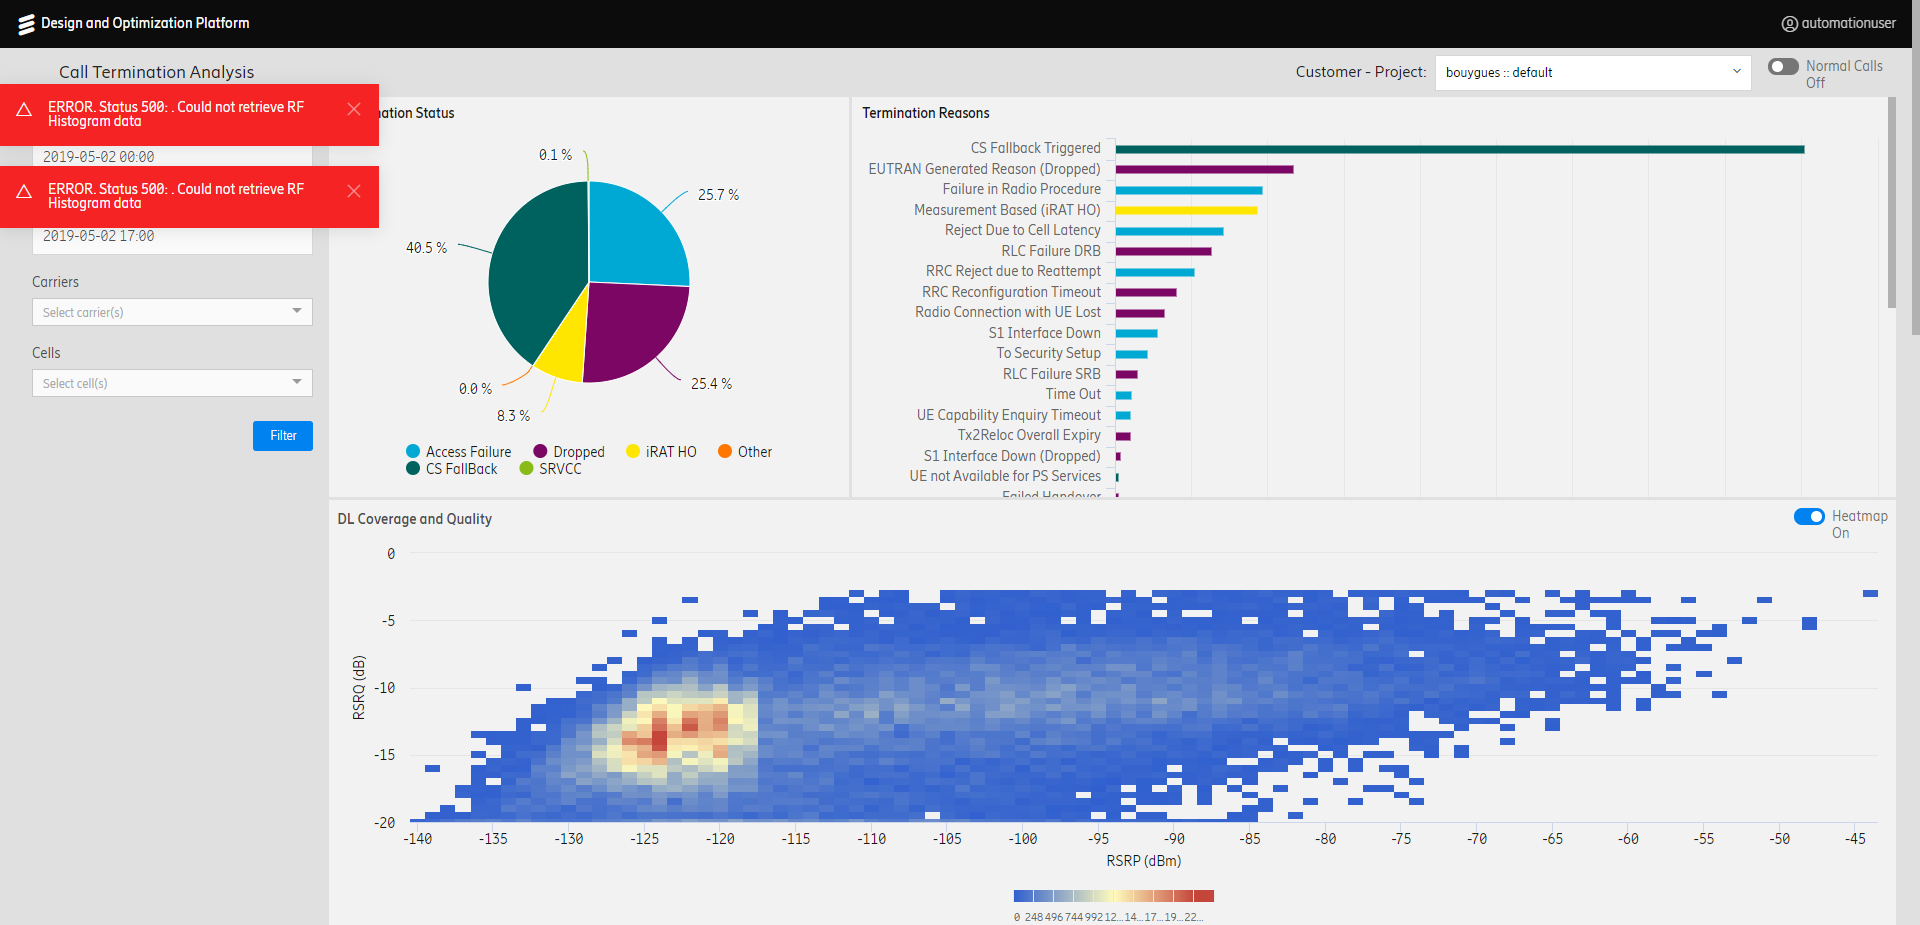 Design and Optimization Platform
automationuser
Call Termination Analysis
Customer - Project:
bouygues :: default
Normal Calls
Off
ERROR. Status 500: . Could not retrieve RF
Histogram data
2019-05-02 00:00
ERROR. Status 500: . Could not retrieve RF
Histogram data
2019-05-02 17:00
Carriers
Select carrier(s)
Cells
Select cell(s)
Filter
nation Status
0.1 %
25.7 %
40.5 %
0.0 %
25.4 %
8.3 %
Access Failure
Dropped
iRAT HO
Other
CS FallBack
SRVCC
Termination Reasons
CS Fallback Triggered
EUTRAN Generated Reason (Dropped)
Failure in Radio Procedure
Measurement Based (iRAT HO)
Reject Due to Cell Latency
RLC Failure DRB
RRC Reject due to Reattempt
RRC Reconfiguration Timeout
Radio Connection with UE Lost
S1 Interface Down
To Security Setup
RLC Failure SRB
Time Out
UE Capability Enquiry Timeout
Tx2Reloc Overall Expiry
S1 Interface Down (Dropped)
UE not Available for PS Services
Failed Handover
DL Coverage and Quality
Heatmap
On
0
-5
-10
-15
-20
RSRQ (dB)
-140 -135 -130 -125 -120 -115 -110 -105 -100 -95 -90 -85 -80 -75 -70 -65 -60 -55 -50 -45
RSRP (dBm)
0 248 496 744 992 12... 14... 17... 19... 22...